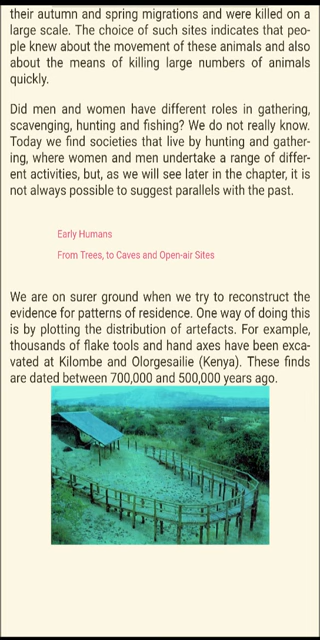 their autumn and spring migrations and were killed on a
large scale. The choice of such sites indicates that peo-
ple knew about the movement of these animals and also
about the means of killing large numbers of animals
quickly.
Did men and women have different roles in gathering,
scavenging, hunting and fishing? We do not really know.
Today we find societies that live by hunting and gather-
ing, where women and men undertake a range of differ-
ent activities, but, as we will see later in the chapter, it is
not always possible to suggest parallels with the past.
Early Humans
From Trees, to Caves and Open-air Sites
We are on surer ground when we try to reconstruct the
evidence for patterns of residence. One way of doing this
is by plotting the distribution of artefacts. For example,
thousands of flake tools and hand axes have been exca-
vated at Kilombe and Olorgesailie (Kenya). These finds
are dated between 700,000 and 500,000 years ago.